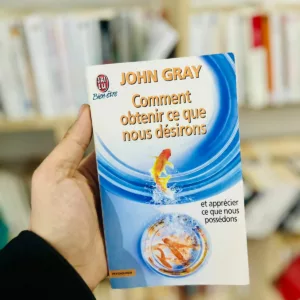 J'AI
LU
Bien-être
JOHN GRAY
Comment
obtenir ce que
nous désirons
et apprécier
ce que nous
possédons